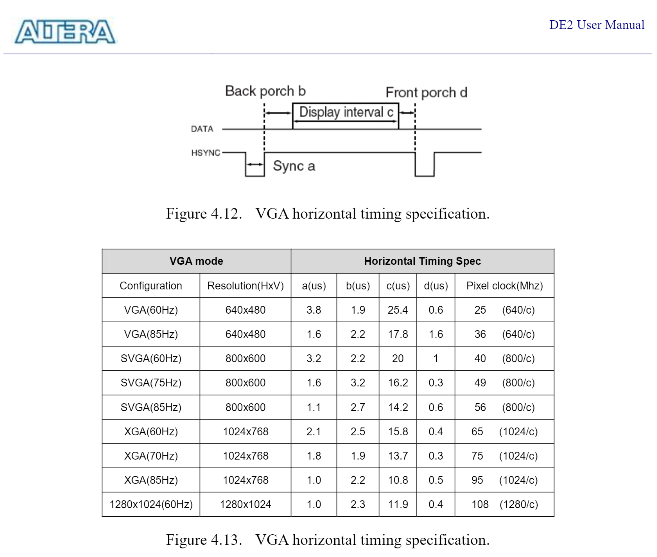 ALTERA
DE2 User Manual
Back porch b
Front porch d
Display interval c
DATA
HSYNC
Sync a
Figure 4.12. VGA horizontal timing specification.
VGA mode Horizontal Timing Spec
Configuration Resolution(HxV) a(us) b(us) c(us) d(us) Pixel clock(Mhz)
VGA(60Hz) 640x480 3.8 1.9 25.4 0.6 25 (640/c)
VGA(85Hz) 640x480 1.6 2.2 17.8 1.6 36 (640/c)
SVGA(60Hz) 800x600 3.2 2.2 20 1 40 (800/c)
SVGA(75Hz) 800x600 1.6 3.2 16.2 0.3 49 (800/c)
SVGA(85Hz) 800x600 1.1 2.7 14.2 0.6 56 (800/c)
XGA(60Hz) 1024x768 2.1 2.5 15.8 0.4 65 (1024/c)
XGA(70Hz) 1024x768 1.8 1.9 13.7 0.3 75 (1024/c)
XGA(85Hz) 1024x768 1.0 2.2 10.8 0.5 95 (1024/c)
1280x1024(60Hz) 1280x1024 1.0 2.3 11.9 0.4 108 (1280/c)
Figure 4.13. VGA horizontal timing specification.